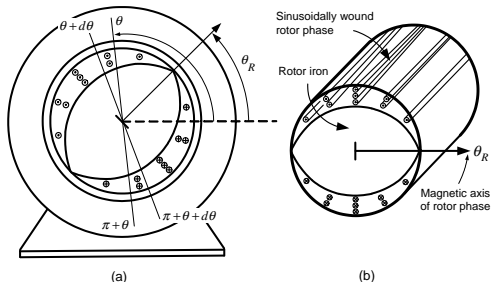 θ+dθ
θ
θ_R
π+θ
π+θ+dθ
(a)
Sinusoidally wound
rotor phase
Rotor iron
θ_R
Magnetic axis
of rotor phase
(b)